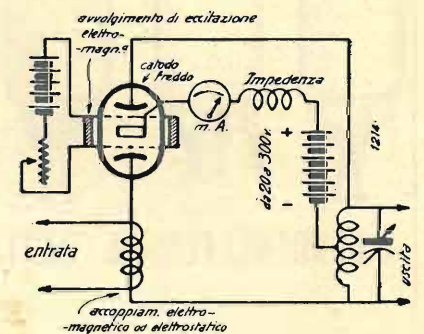 avvolgimento di eccitazione
elettro-
-magn.ª
catodo
freddo
Impedenza
m. A.
+
da 20 a 300 v.
-
1214.
entrata
uscita
accoppiam. elettro-
-magnetico od elettrostatico